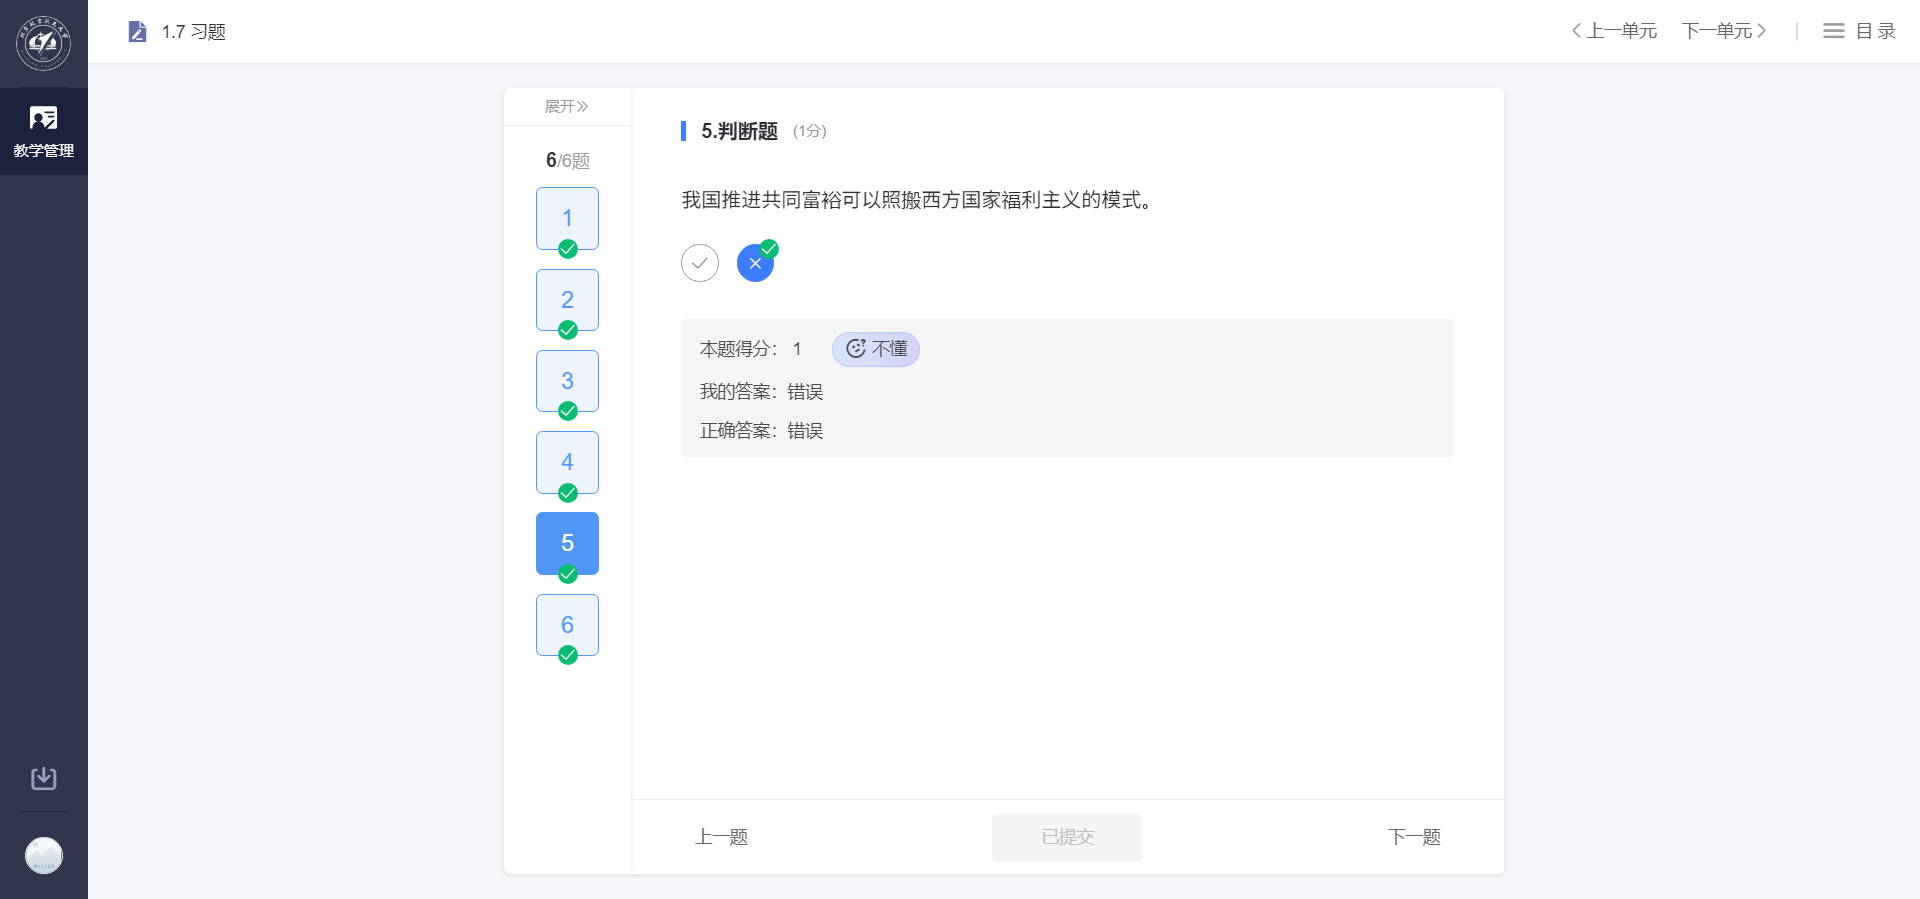 1.7 习题
上一单元 下一单元 | 目录
教学管理
展开
6/6题
1
2
3
4
5
6
5.判断题 (1分)
我国推进共同富裕可以照搬西方国家福利主义的模式。
本题得分： 1 不懂
我的答案：错误
正确答案：错误
上一题 已提交 下一题